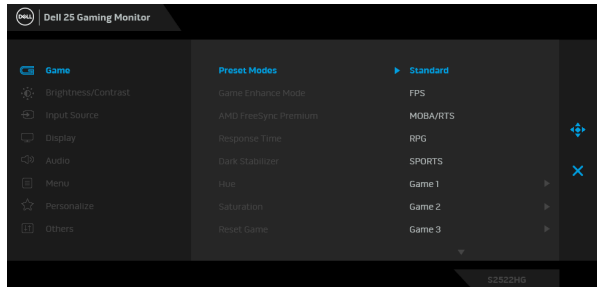 DELL
Dell 25 Gaming Monitor
Game
Brightness/Contrast
Input Source
Display
Audio
Menu
Personalize
Others
Preset Modes
Game Enhance Mode
AMD FreeSync Premium
Response Time
Dark Stabilizer
Hue
Saturation
Reset Game
Standard
FPS
MOBA/RTS
RPG
SPORTS
Game 1
Game 2
Game 3
S2522HG